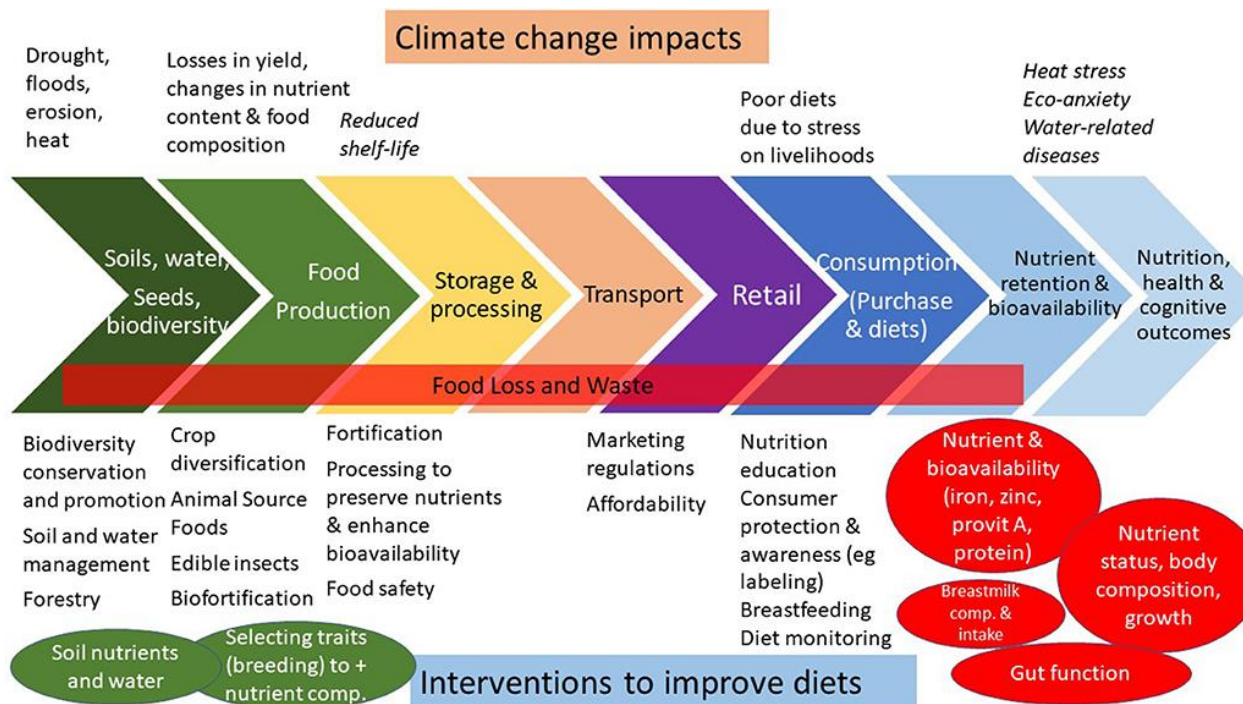 Climate change impacts
Drought,
floods,
erosion,
heat
Losses in yield,
changes in nutrient
content & food
composition
Reduced
shelf-life
Poor diets
due to stress
on livelihoods
Heat stress
Eco-anxiety
Water-related
diseases
Soils, water,
Seeds,
biodiversity
Food
Production
Storage &
processing
Transport
Retail
Consumption
(Purchase
& diets)
Nutrient
retention &
bioavailability
Nutrition,
health &
cognitive
outcomes
Food Loss and Waste
Biodiversity
conservation
and promotion
Soil and water
management
Forestry
Crop
diversification
Animal Source
Foods
Edible insects
Biofortification
Fortification
Processing to
preserve nutrients
& enhance
bioavailability
Food safety
Marketing
regulations
Affordability
Nutrition
education
Consumer
protection &
awareness (eg
labeling)
Breastfeeding
Diet monitoring
Nutrient &
bioavailability
(iron, zinc,
provit A,
protein)
Nutrient
status, body
composition,
growth
Breastmilk
comp. &
intake
Gut function
Soil nutrients
and water
Selecting traits
(breeding) to +
nutrient comp.
Interventions to improve diets